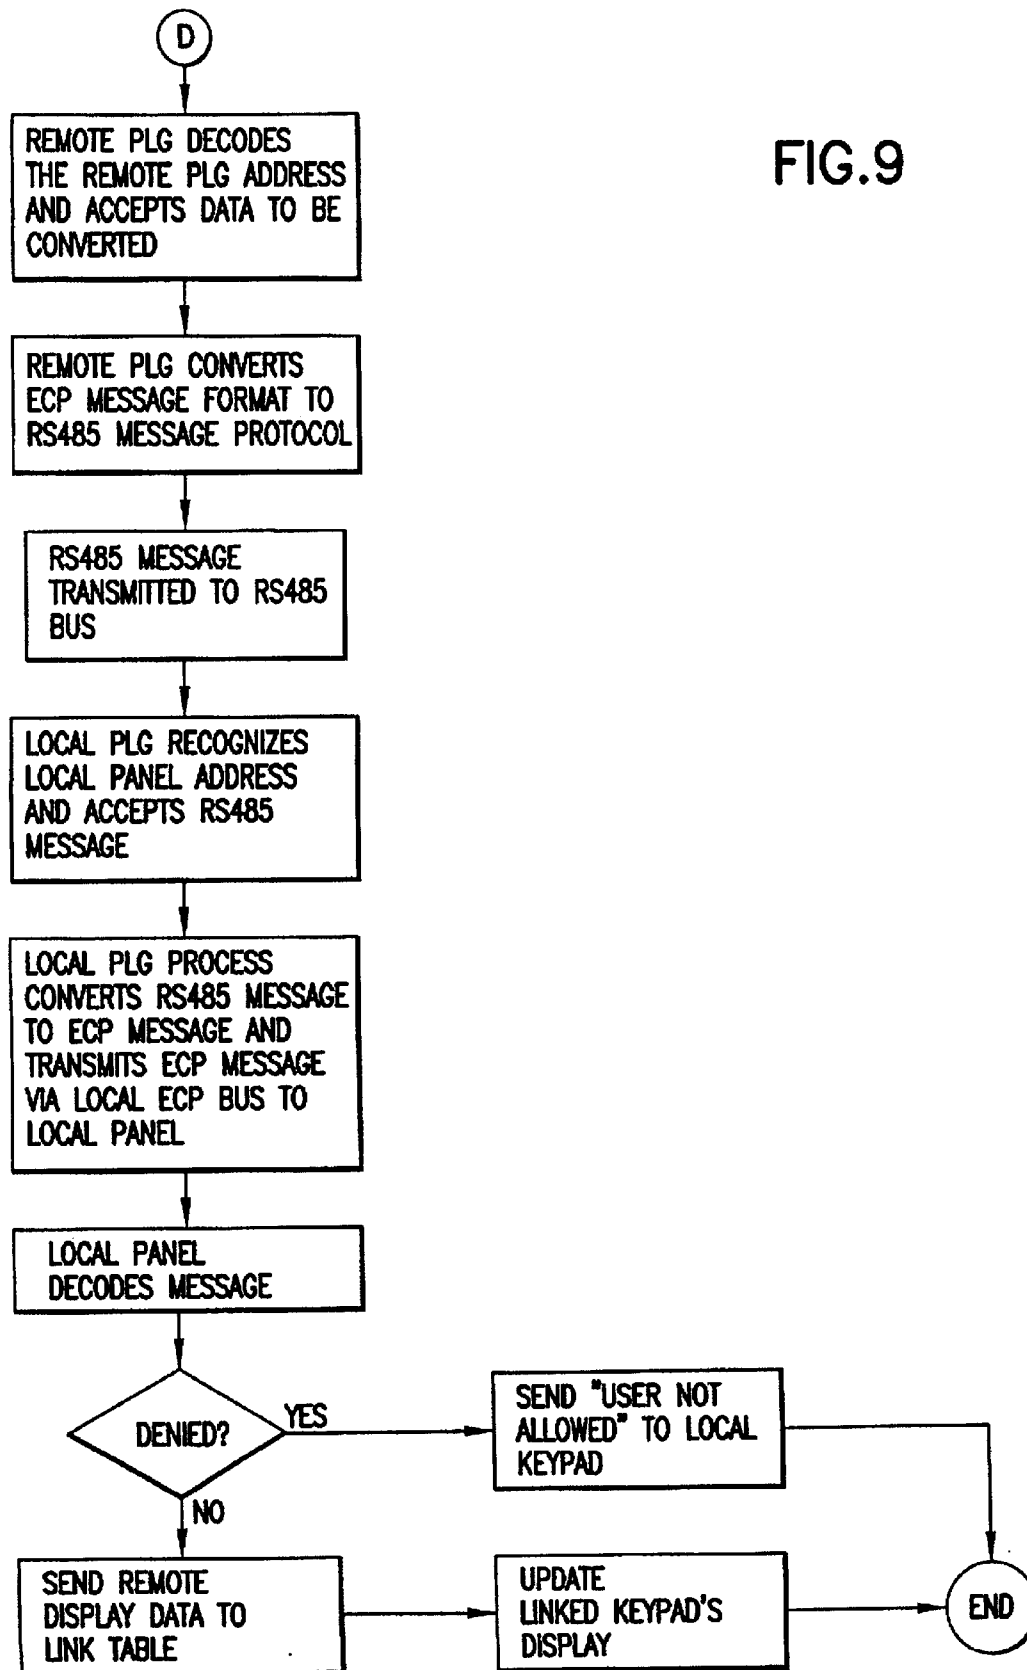 D
FIG.9
REMOTE PLG DECODES
THE REMOTE PLG ADDRESS
AND ACCEPTS DATA TO BE
CONVERTED
REMOTE PLG CONVERTS
ECP MESSAGE FORMAT TO
RS485 MESSAGE PROTOCOL
RS485 MESSAGE
TRANSMITTED TO RS485
BUS
LOCAL PLG RECOGNIZES
LOCAL PANEL ADDRESS
AND ACCEPTS RS485
MESSAGE
LOCAL PLG PROCESS
CONVERTS RS485 MESSAGE
TO ECP MESSAGE AND
TRANSMITS ECP MESSAGE
VIA LOCAL ECP BUS TO
LOCAL PANEL
LOCAL PANEL
DECODES MESSAGE
DENIED?
YES
SEND "USER NOT
ALLOWED" TO LOCAL
KEYPAD
NO
SEND REMOTE
DISPLAY DATA TO
LINK TABLE
UPDATE
LINKED KEYPAD'S
DISPLAY
END